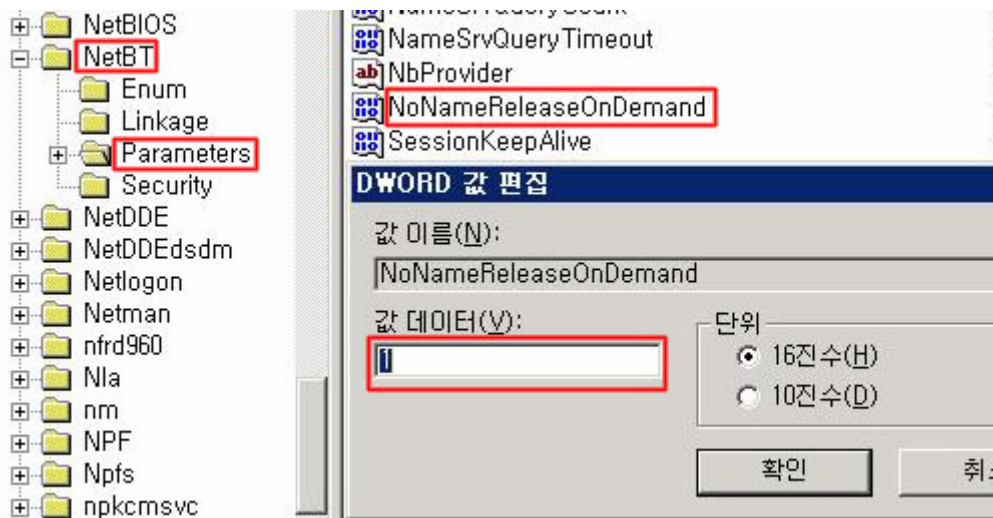 NetBIOS
NetBT
Enum
Linkage
Parameters
Security
NetDDE
NetDDEdsdm
Netlogon
Netman
nfrd960
Nla
nm
NPF
Npfs
npkcmsvc
NameSrvQueryCount
NameSrvQueryTimeout
NbProvider
NoNameReleaseOnDemand
SessionKeepAlive
DWORD 값 편집
값 이름(N):
NoNameReleaseOnDemand
값 데이터(V):
1
단위
16진수(H)
10진수(D)
확인